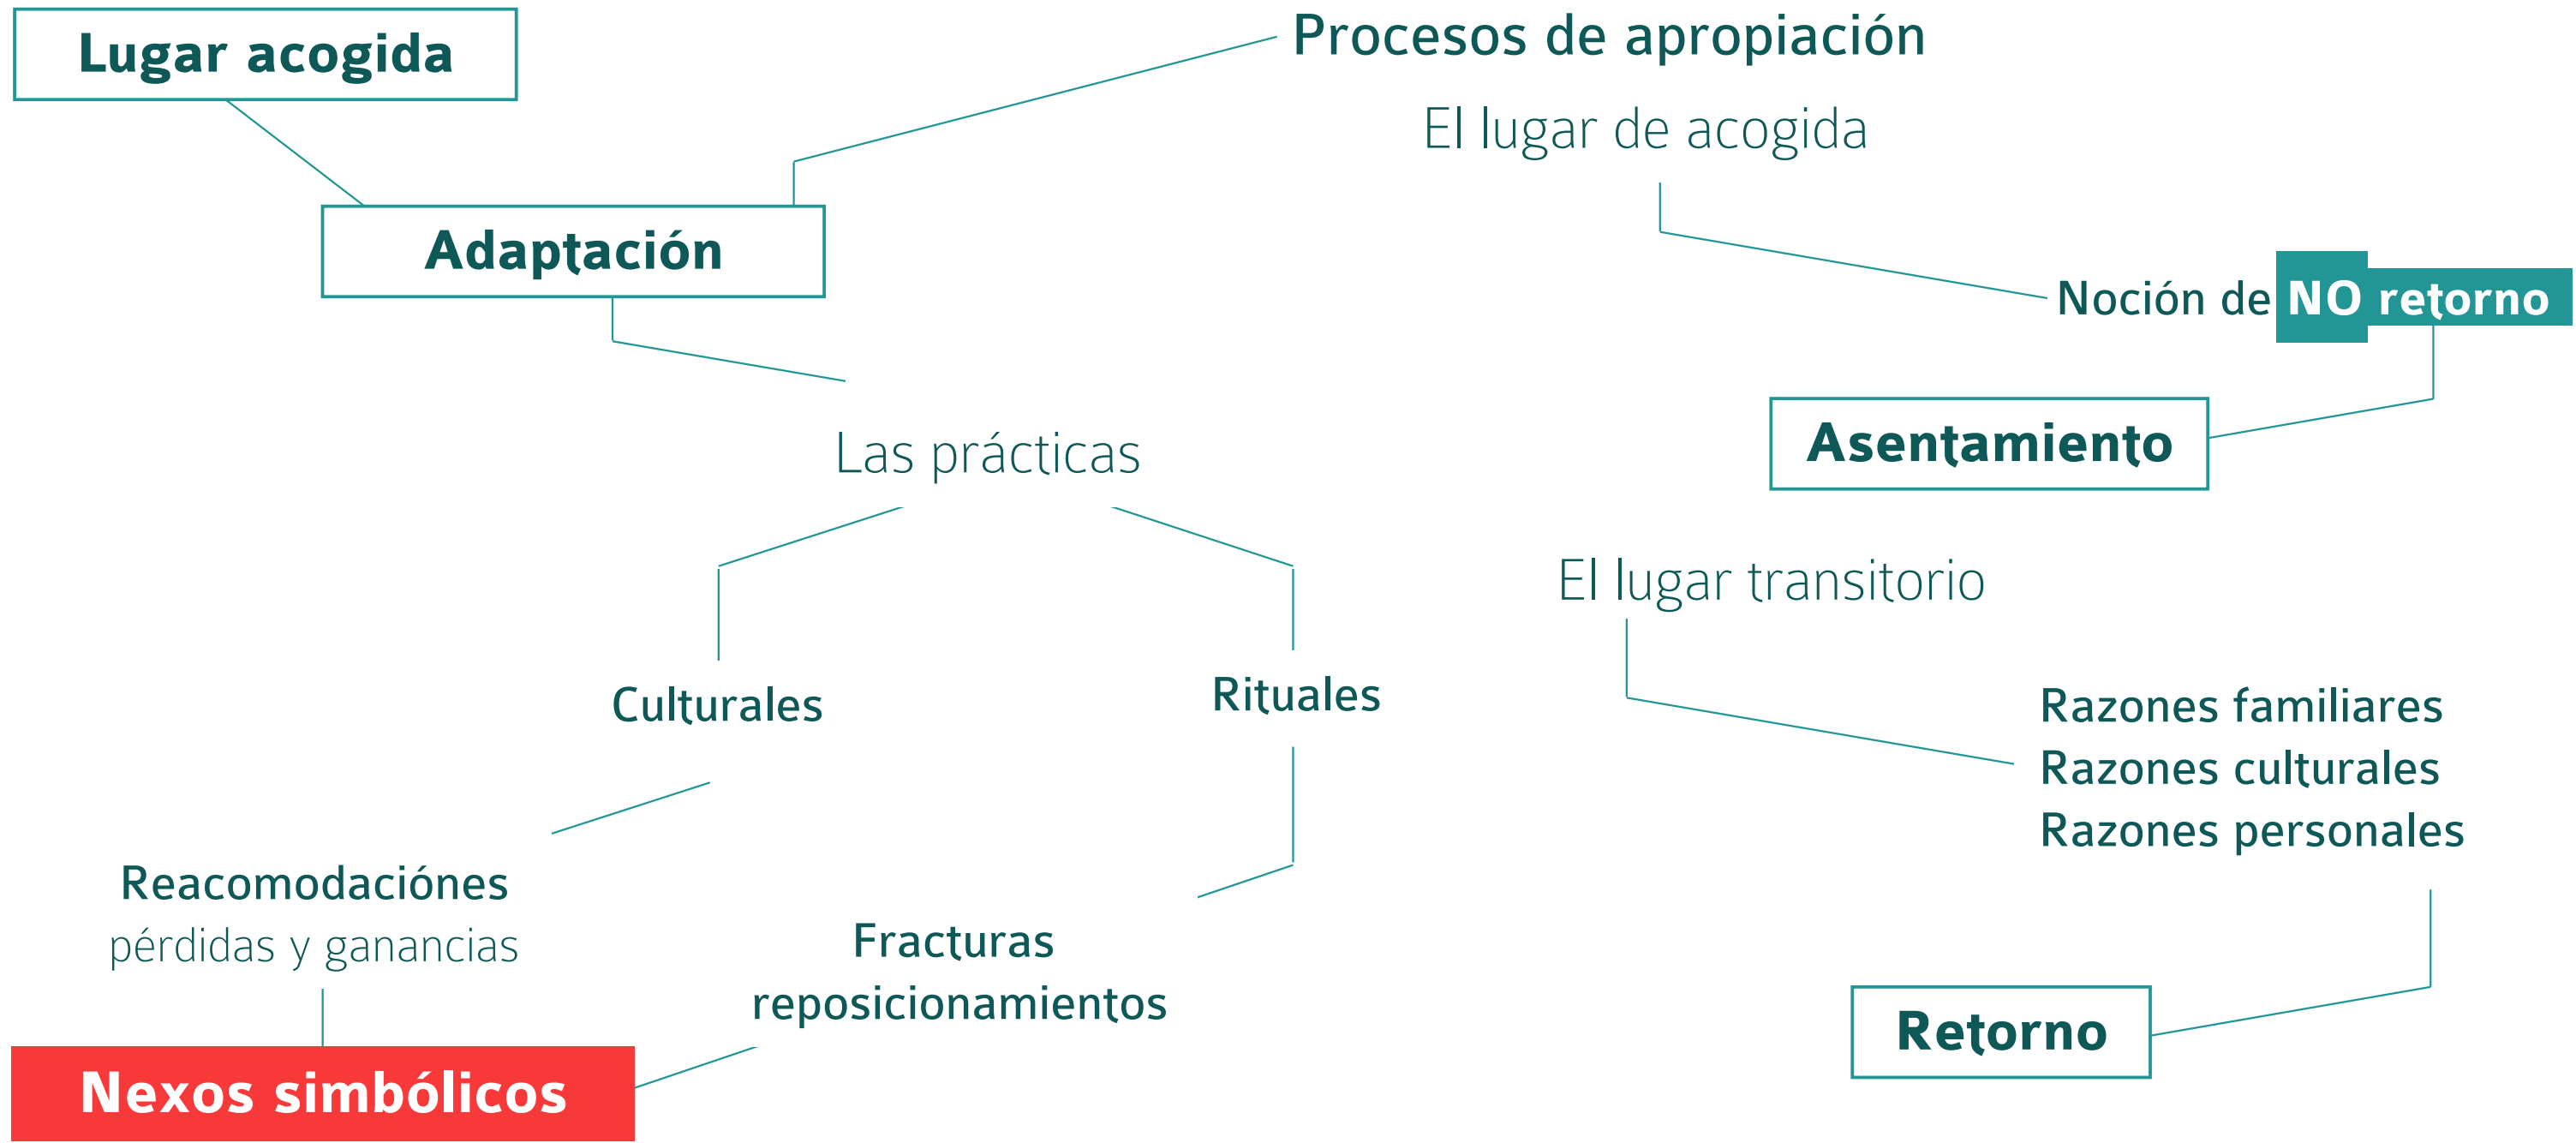 Lugar acogida
Adaptación
Las prácticas
Culturales
Rituales
Reacomodaciónes
pérdidas y ganancias
Fracturas
reposicionamientos
Nexos simbólicos
Procesos de apropiación
El lugar de acogida
Noción de NO retorno
Asentamiento
El lugar transitorio
Razones familiares
Razones culturales
Razones personales
Retorno